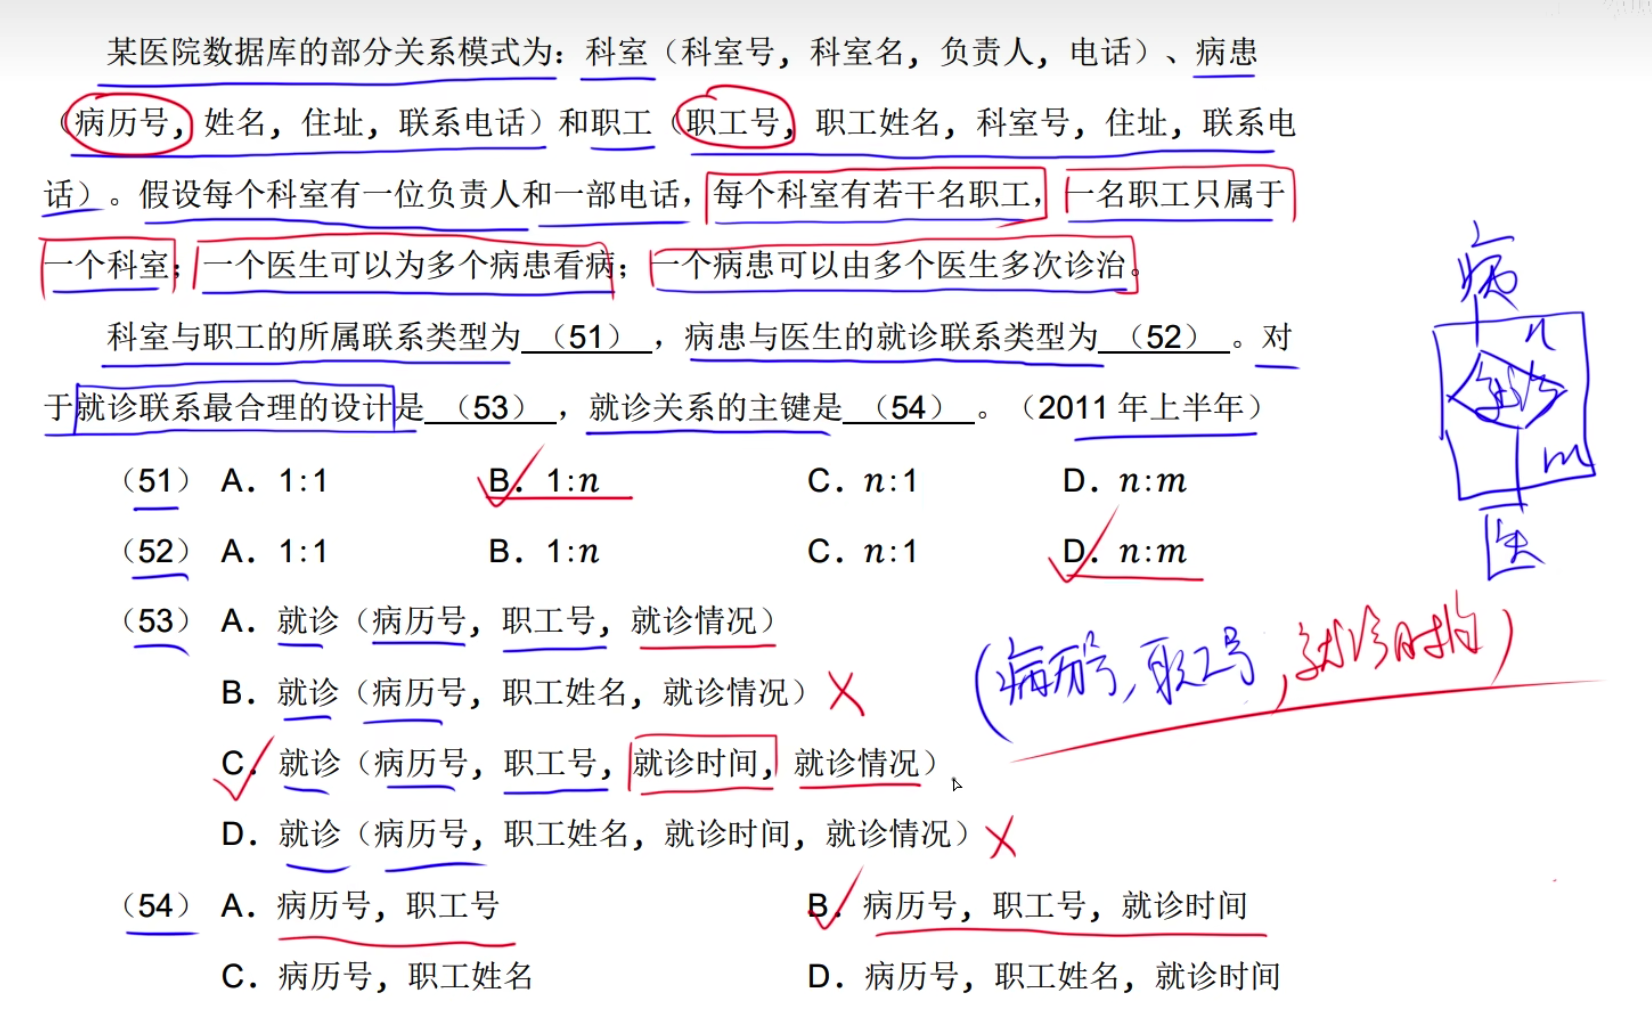 某医院数据库的部分关系模式为：科室（科室号，科室名，负责人，电话）、病患
（病历号，姓名，住址，联系电话）和职工（职工号，职工姓名，科室号，住址，联系电
话）。假设每个科室有一位负责人和一部电话，每个科室有若干名职工，一名职工只属于
一个科室；一个医生可以为多个病患看病；一个病患可以由多个医生多次诊治。
科室与职工的所属联系类型为（51），病患与医生的就诊联系类型为（52）。对
于就诊联系最合理的设计是（53），就诊关系的主键是（54）。（2011年上半年）
（51） A. 1:1 B. 1:n C. n:1 D. n:m
（52） A. 1:1 B. 1:n C. n:1 D. n:m
（53） A. 就诊（病历号，职工号，就诊情况）
B. 就诊（病历号，职工姓名，就诊情况）
C. 就诊（病历号，职工号，就诊时间，就诊情况）
D. 就诊（病历号，职工姓名，就诊时间，就诊情况）
（54） A. 病历号，职工号 B. 病历号，职工号，就诊时间
C. 病历号，职工姓名 D. 病历号，职工姓名，就诊时间
病
n
m
医
（病历号，职工号，就诊时间）